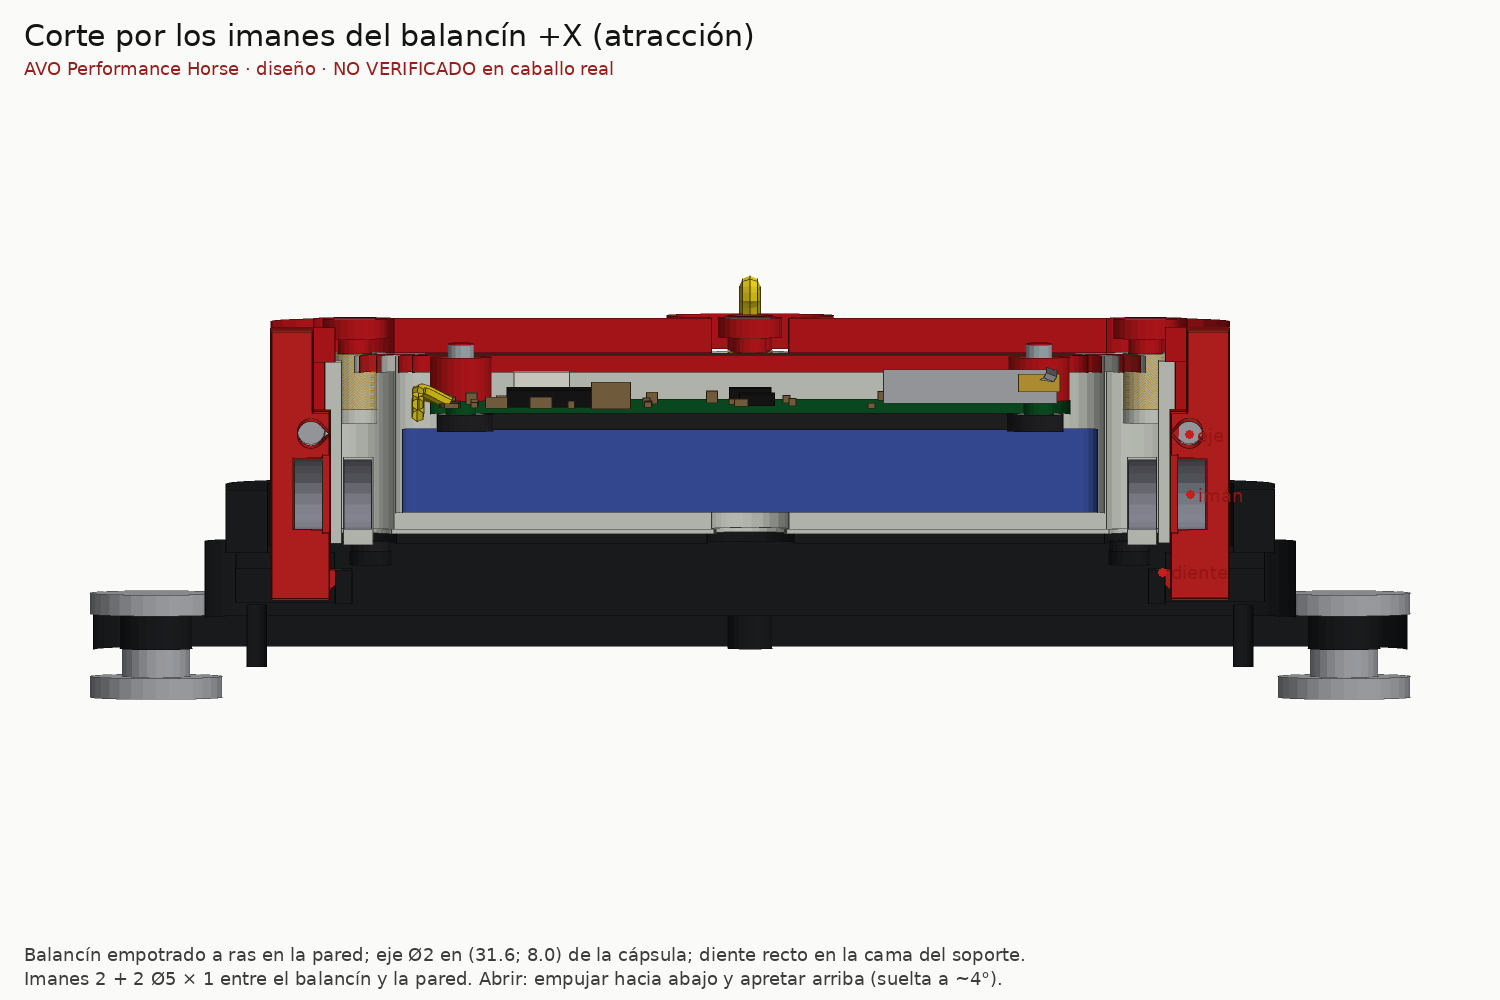 Corte por los imanes del balancín +X (atracción)
AVO Performance Horse · diseño · NO VERIFICADO en caballo real
eje
imán
diente
Balancín empotrado a ras en la pared; eje Ø2 en (31.6; 8.0) de la cápsula; diente recto en la cama del soporte.
Imanes 2 + 2 Ø5 × 1 entre el balancín y la pared. Abrir: empujar hacia abajo y apretar arriba (suelta a ~4°).